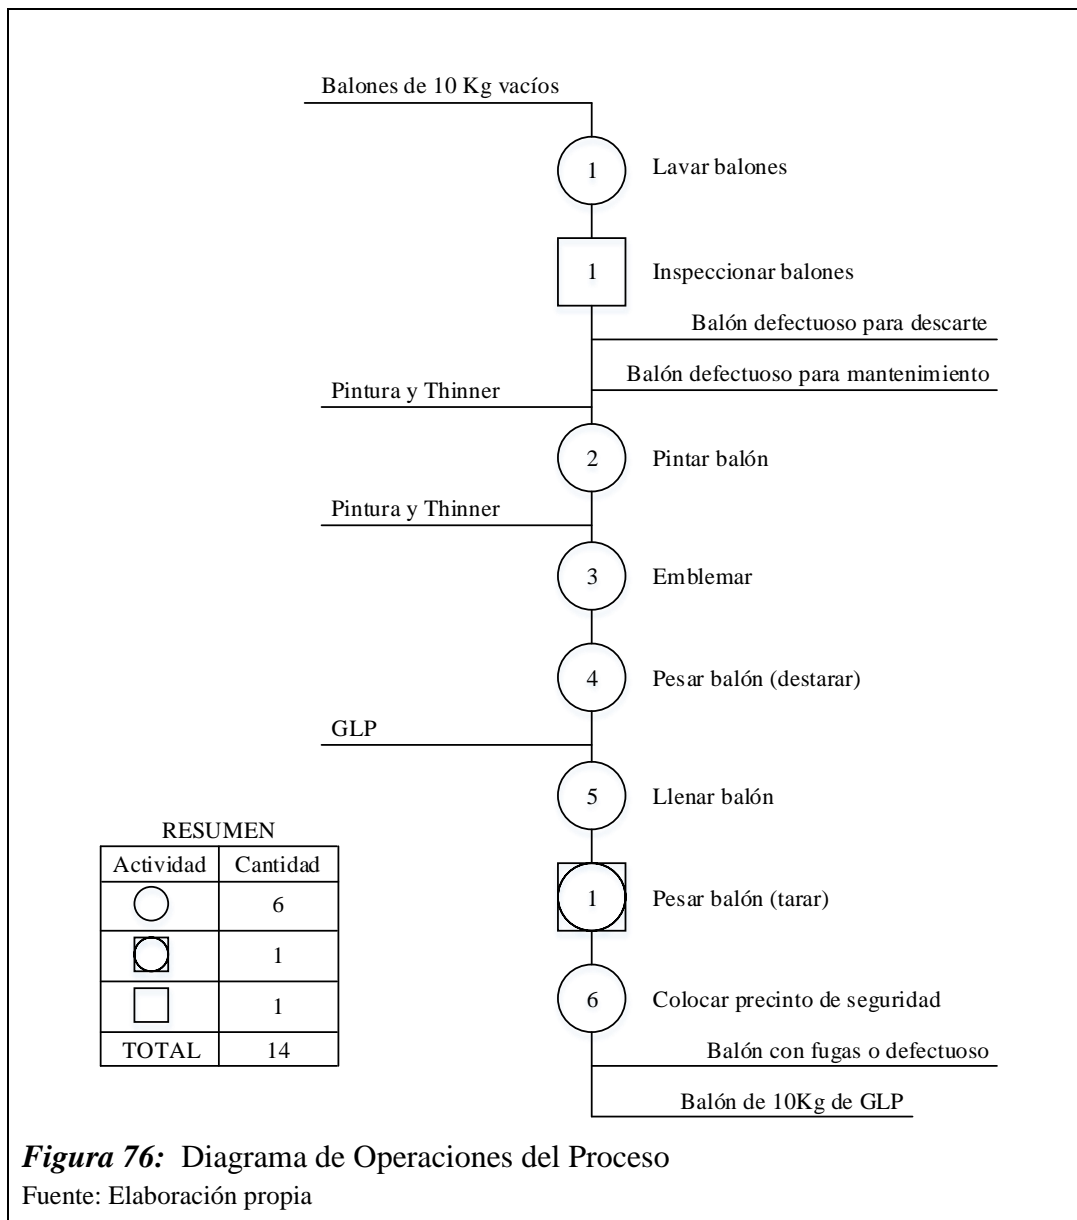 Balones de 10 Kg vacíos
1
Lavar balones
1
Inspeccionar balones
Balón defectuoso para descarte
Balón defectuoso para mantenimiento
Pintura y Thinner
2
Pintar balón
Pintura y Thinner
3
Emblemar
4
Pesar balón (destarar)
GLP
5
Llenar balón
1
Pesar balón (tarar)
6
Colocar precinto de seguridad
Balón con fugas o defectuoso
Balón de 10Kg de GLP
RESUMEN
Actividad Cantidad
6
1
1
TOTAL 14
Figura 76: Diagrama de Operaciones del Proceso
Fuente: Elaboración propia